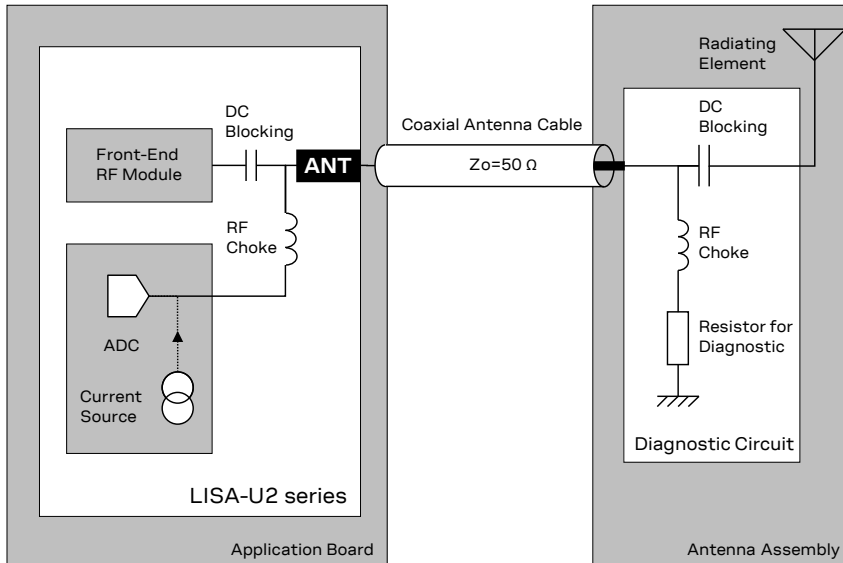 DC
Blocking
Front-End
RF Module
ANT
RF
Choke
ADC
Current
Source
LISA-U2 series
Application Board
Coaxial Antenna Cable
Zo=50 Ω
Radiating
Element
DC
Blocking
RF
Choke
Resistor for
Diagnostic
Diagnostic Circuit
Antenna Assembly